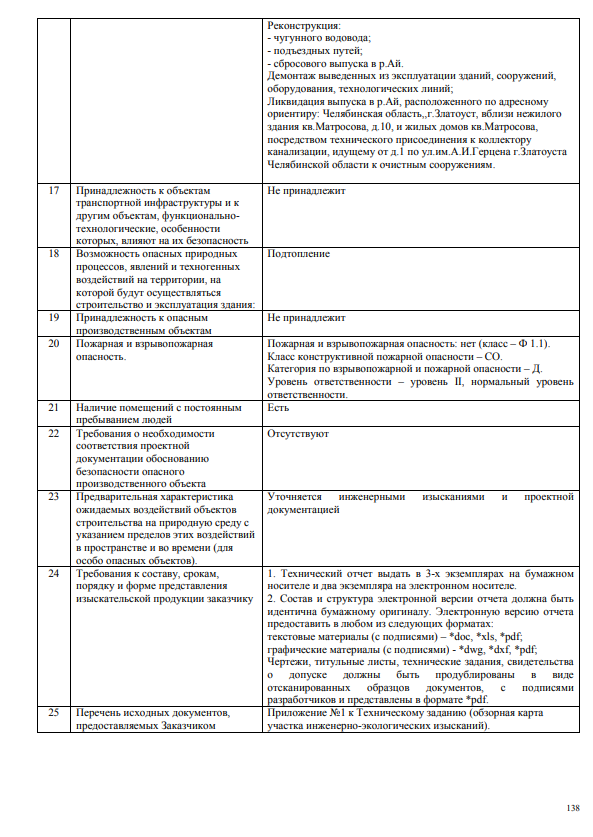 Реконструкция:
- чугунного водовода;
- подъездных путей;
- сбросового выпуска в р.Ай.
Демонтаж выведенных из эксплуатации зданий, сооружений,
оборудования, технологических линий;
Ликвидация выпуска в р.Ай, расположенного по адресному
ориентиру: Челябинская область,,г.Златоуст, вблизи нежилого
здания кв.Матросова, д.10, и жилых домов кв.Матросова,
посредством технического присоединения к коллектору
канализации, идущему от д.1 по ул.им.А.И.Герцена г.Златоуста
Челябинской области к очистным сооружениям.
17 Принадлежность к объектам Не принадлежит
транспортной инфраструктуры и к
другим объектам, функционально-
технологические, особенности
которых, влияют на их безопасность
18 Возможность опасных природных Подтопление
процессов, явлений и техногенных
воздействий на территории, на
которой будут осуществляться
строительство и эксплуатация здания:
19 Принадлежность к опасным Не принадлежит
производственным объектам
20 Пожарная и взрывопожарная Пожарная и взрывопожарная опасность: нет (класс – Ф 1.1).
опасность. Класс конструктивной пожарной опасности – СО.
Категория по взрывопожарной и пожарной опасности – Д.
Уровень ответственности – уровень II, нормальный уровень
ответственности.
21 Наличие помещений с постоянным Есть
пребыванием людей
22 Требования о необходимости Отсутствуют
соответствия проектной
документации обоснованию
безопасности опасного
производственного объекта
23 Предварительная характеристика Уточняется инженерными изысканиями и проектной
ожидаемых воздействий объектов документацией
строительства на природную среду с
указанием пределов этих воздействий
в пространстве и во времени (для
особо опасных объектов).
24 Требования к составу, срокам, 1. Технический отчет выдать в 3-х экземплярах на бумажном
порядку и форме представления носителе и два экземпляра на электронном носителе.
изыскательской продукции заказчику 2. Состав и структура электронной версии отчета должна быть
идентична бумажному оригиналу. Электронную версию отчета
предоставить в любом из следующих форматах:
текстовые материалы (с подписями) – *doc, *xls, *pdf;
графические материалы (с подписями) - *dwg, *dxf, *pdf;
Чертежи, титульные листы, технические задания, свидетельства
о допуске должны быть продублированы в виде
отсканированных образцов документов, с подписями
разработчиков и представлены в формате *pdf.
25 Перечень исходных документов, Приложение №1 к Техническому заданию (обзорная карта
предоставляемых Заказчиком участка инженерно-экологических изысканий).
138